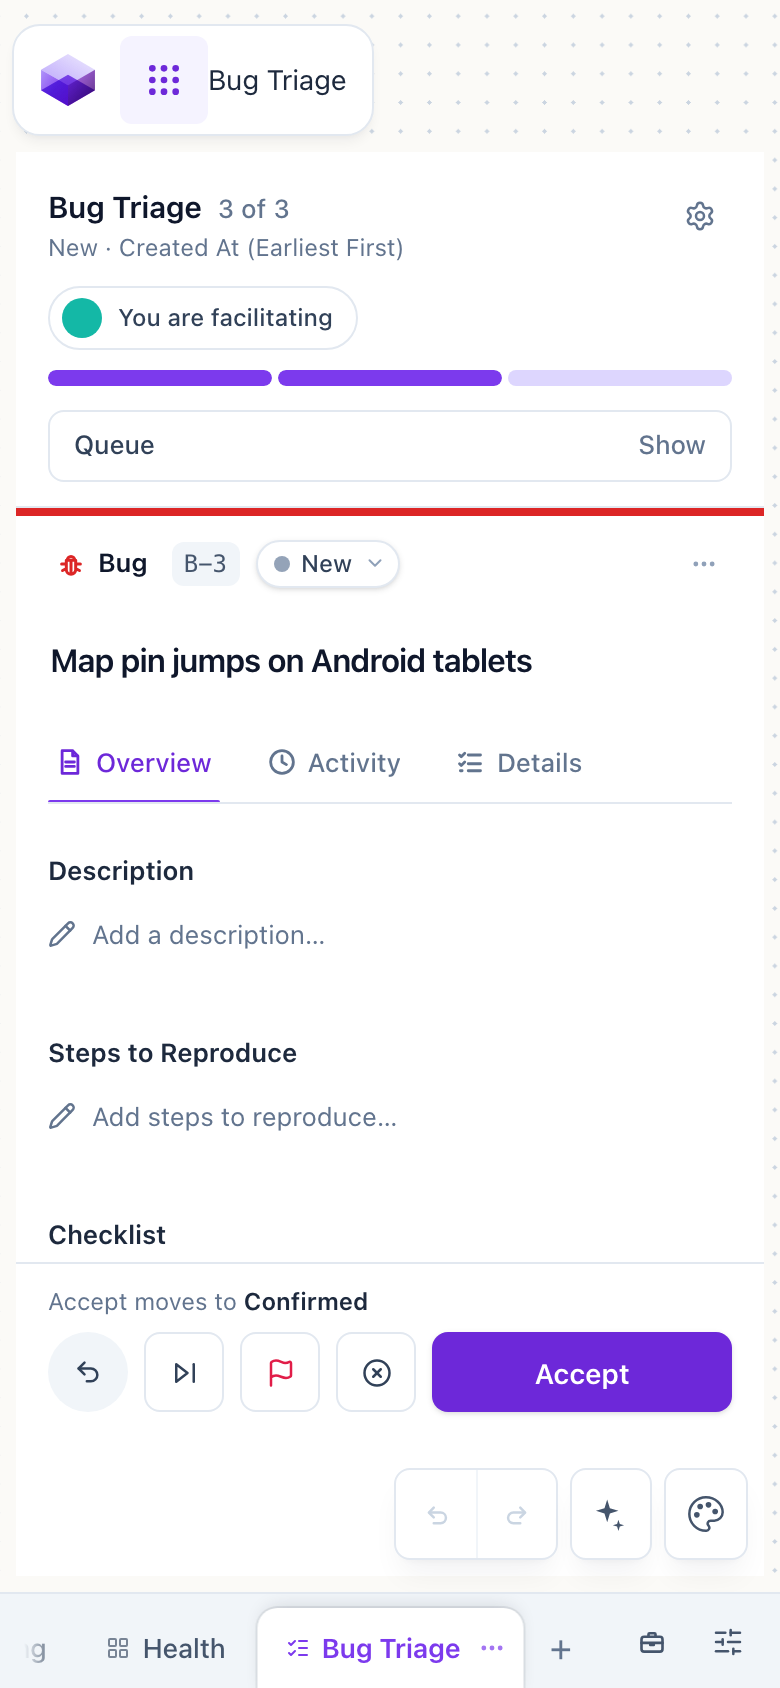 Bug Triage
Bug Triage 3 of 3
New · Created At (Earliest First)
You are facilitating
Queue Show
Bug B–3 New
Map pin jumps on Android tablets
Overview Activity Details
Description
Add a description...
Steps to Reproduce
Add steps to reproduce...
Checklist
Accept moves to Confirmed
Accept
g Health Bug Triage